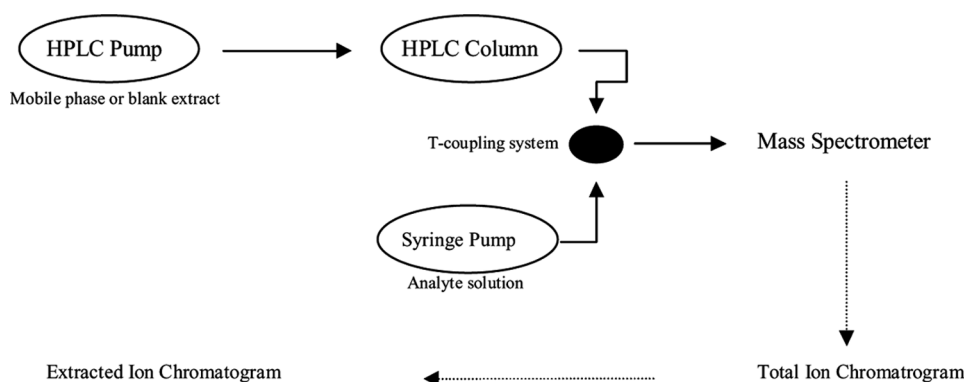 HPLC Pump
HPLC Column
Mobile phase or blank extract
T-coupling system
Mass Spectrometer
Syringe Pump
Analyte solution
Extracted Ion Chromatogram
Total Ion Chromatrogram